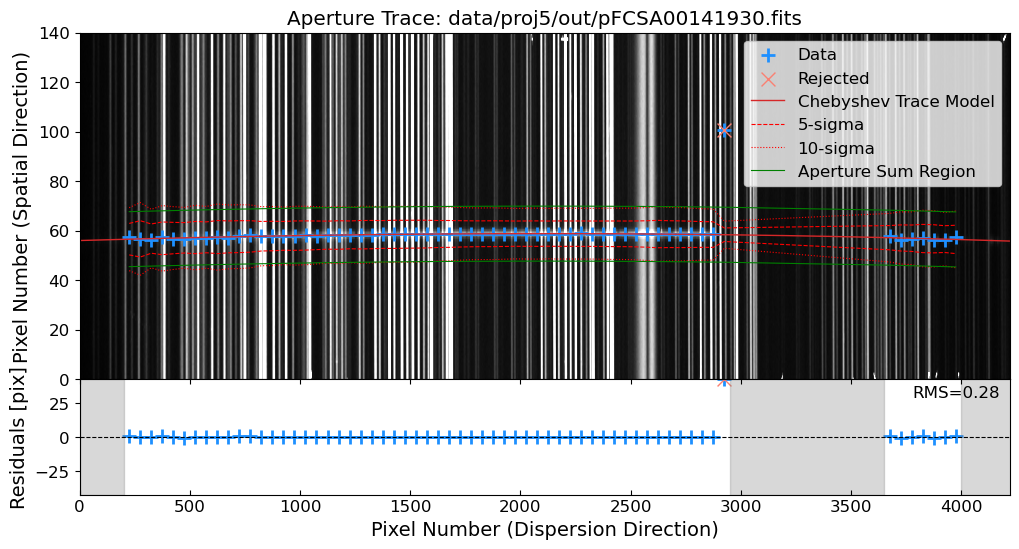 Aperture Trace: data/proj5/out/pFCSA00141930.fits
Pixel Number (Spatial Direction)
140
120
100
80
60
40
20
0
Data
Rejected
Chebyshev Trace Model
5-sigma
10-sigma
Aperture Sum Region
Residuals [pix]
25
0
−25
RMS=0.28
0
500
1000
1500
2000
2500
3000
3500
4000
Pixel Number (Dispersion Direction)